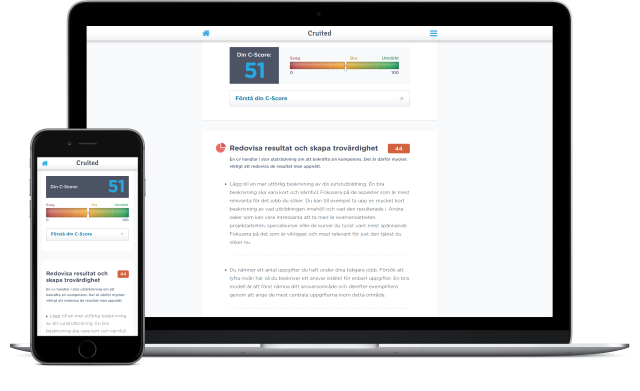 Cruited
Din C-Score:
51
Svag
Bra
Utmärkt
0
100
Förstå din C-Score
+
Redovisa resultat och skapa trovärdighet
44
En cv handlar i stor utsträckning om att bekräfta sin kompetens. Det är därför mycket
viktigt att redovisa de resultat man uppnått.
• Lägg till en mer utförlig beskrivning av din juristutbildning. En bra
beskrivning ska vara kort och kärnfull. Fokusera på de aspekter som är mest
relevanta för det jobb du söker. Du kan till exempel ta upp en mycket kort
beskrivning av vad utbildningen innehöll och vad den resulterade i. Andra
saker som kan vara intressanta att ta med är examensarbeten,
projektarbeten, specialkurser eller de kurser du tyckt varit mest spännande.
Fokusera på det som är viktigast och mest relevant för just den tjänst du
söker nu.
• Du nämner ett antal uppgifter du haft under dina tidigare jobb. Försök att
lyfta nivån här så du beskriver ett ansvar istället för enbart uppgifter. En bra
modell är att först nämna ditt ansvarsområde och därefter exemplifiera
genom att ange de mest centrala uppgifterna inom detta område.
Cruited
Din C-Score:
51
Svag
Bra
Utmärkt
0
100
Förstå din C-Score
+
Redovisa resultat och
skapa trovärdighet
44
En cv handlar i stor utsträckning om att
bekräfta sin kompetens. Det är därför mycket
viktigt att redovisa de resultat man uppnått.
• Lägg till en mer utförlig beskrivning
av din juristutbildning. En bra
beskrivning ska vara kort och kärnfull.